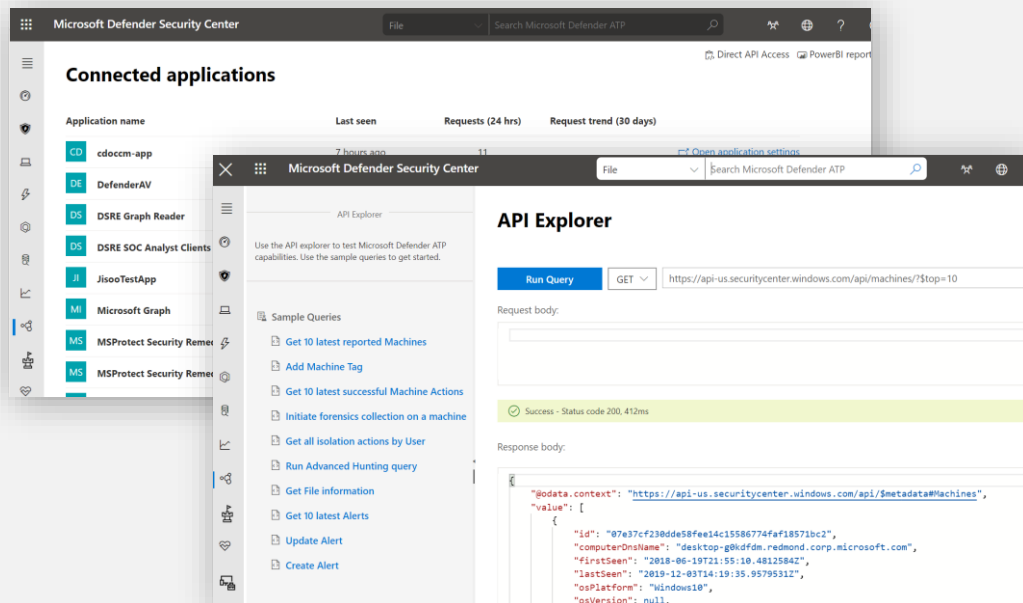 Microsoft Defender Security Center
File
Search Microsoft Defender ATP
?
Direct API Access
PowerBI report
Connected applications
Application name Last seen Requests (24 hrs) Request trend (30 days)
CD cdoccm-app 7 hours ago 11 Open application settings
DE DefenderAV
DS DSRE Graph Reader
DS DSRE SOC Analyst Clients
JI JisooTestApp
MI Microsoft Graph
MS MSProtect Security Reme
MS MSProtect Security Reme
Microsoft Defender Security Center
File
Search Microsoft Defender ATP
API Explorer
Use the API explorer to test Microsoft Defender ATP
capabilities. Use the sample queries to get started.
Sample Queries
Get 10 latest reported Machines
Add Machine Tag
Get 10 latest successful Machine Actions
Initiate forensics collection on a machine
Get all isolation actions by User
Run Advanced Hunting query
Get File information
Get 10 latest Alerts
Update Alert
Create Alert
API Explorer
Run Query GET https://api-us.securitycenter.windows.com/api/machines/?$top=10
Request body:
Success - Status code 200, 412ms
Response body:
{
"@odata.context": "https://api-us.securitycenter.windows.com/api/$metadata#Machines",
"value": [
{
"id": "07e37cf230dde58fee14c15586774faf18571bc2",
"computerDnsName": "desktop-g0kdfdm.redmond.corp.microsoft.com",
"firstSeen": "2018-06-19T21:55:10.4812584Z",
"lastSeen": "2019-12-03T14:19:35.9579531Z",
"osPlatform": "Windows10",
"osVersion": null,